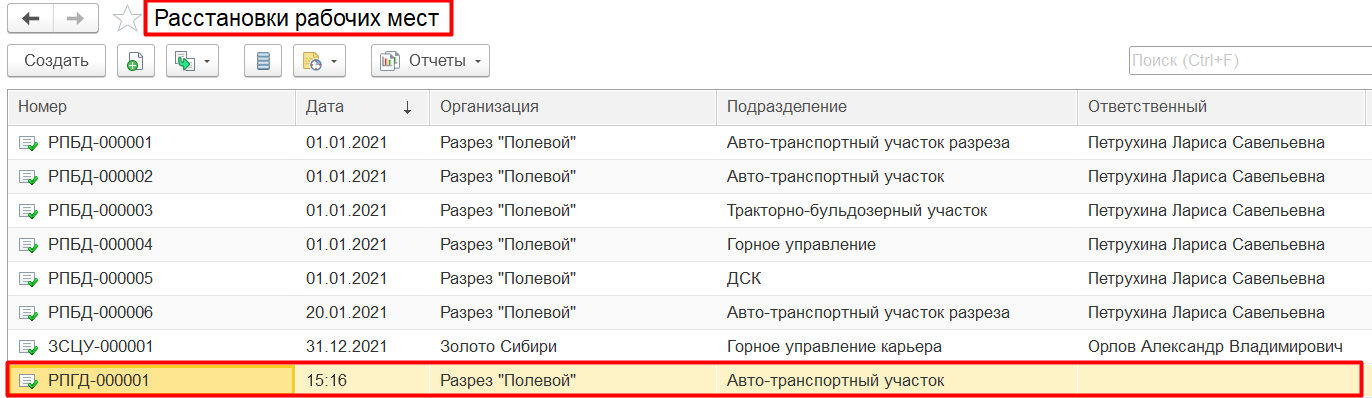 Расстановки рабочих мест
Создать Отчеты Поиск (Ctrl+F)
Номер Дата ↓ Организация Подразделение Ответственный
РПБД-000001 01.01.2021 Разрез "Полевой" Авто-транспортный участок разреза Петрухина Лариса Савельевна
РПБД-000002 01.01.2021 Разрез "Полевой" Авто-транспортный участок Петрухина Лариса Савельевна
РПБД-000003 01.01.2021 Разрез "Полевой" Тракторно-бульдозерный участок Петрухина Лариса Савельевна
РПБД-000004 01.01.2021 Разрез "Полевой" Горное управление Петрухина Лариса Савельевна
РПБД-000005 01.01.2021 Разрез "Полевой" ДСК Петрухина Лариса Савельевна
РПБД-000006 20.01.2021 Разрез "Полевой" Авто-транспортный участок разреза Петрухина Лариса Савельевна
ЗСЦУ-000001 31.12.2021 Золото Сибири Горное управление карьера Орлов Александр Владимирович
РПГД-000001 15:16 Разрез "Полевой" Авто-транспортный участок